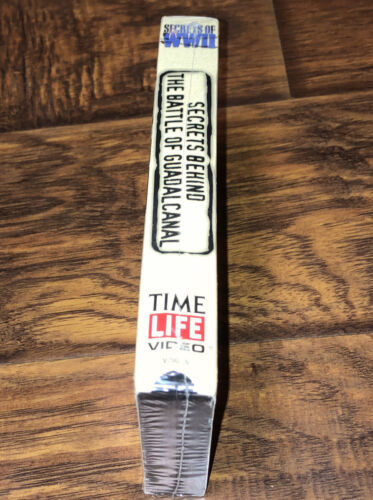 SECRETS OF
WWII
SECRETS BEHIND
THE BATTLE OF GUADALCANAL
TIME
LIFE
VIDEO